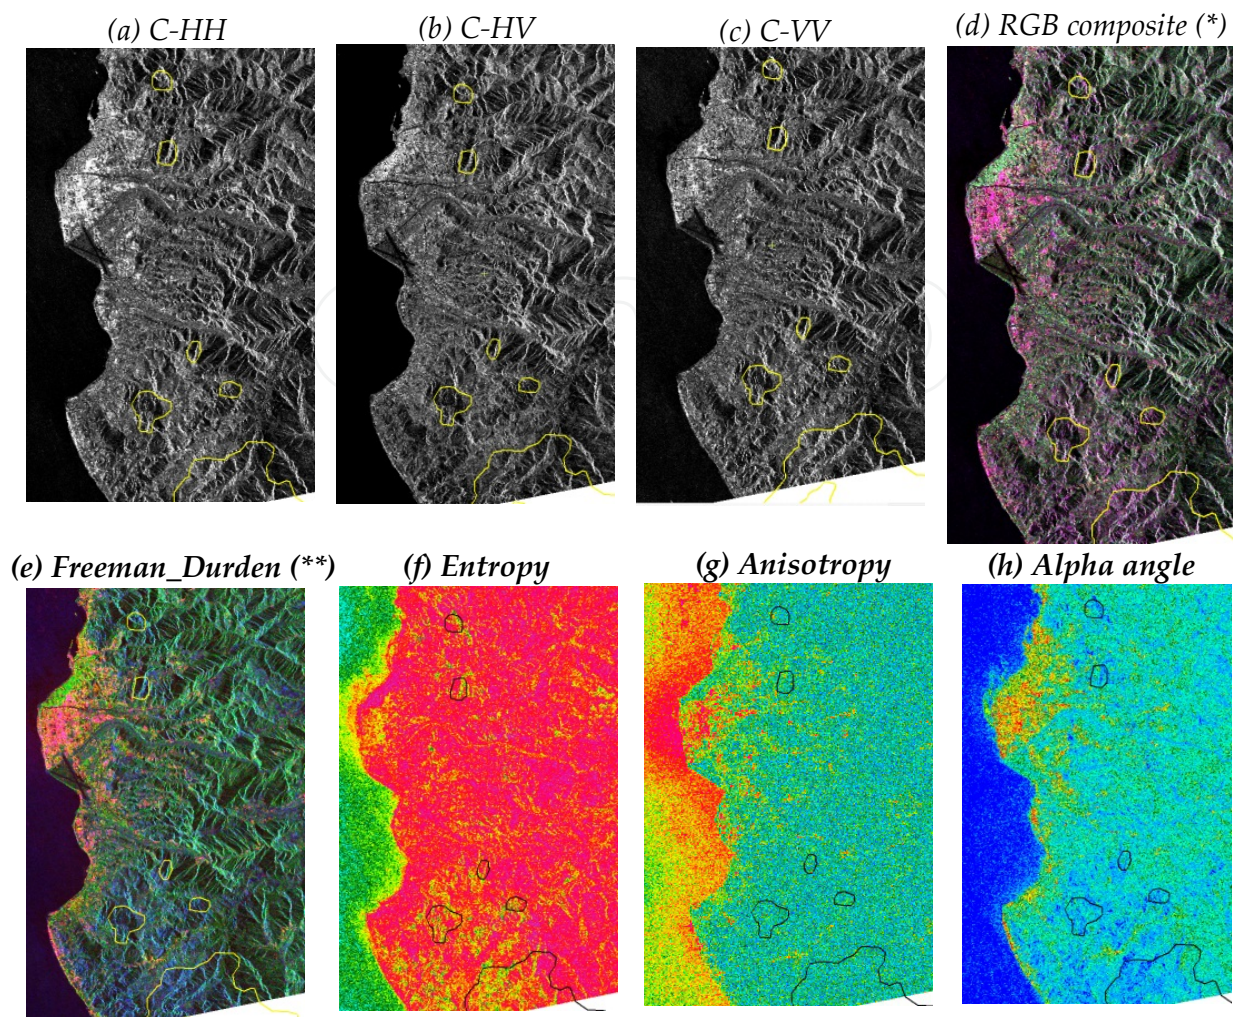 (a) C-HH
(b) C-HV
(c) C-VV
(d) RGB composite (*)
(e) Freeman_Durden (**)
(f) Entropy
(g) Anisotropy
(h) Alpha angle